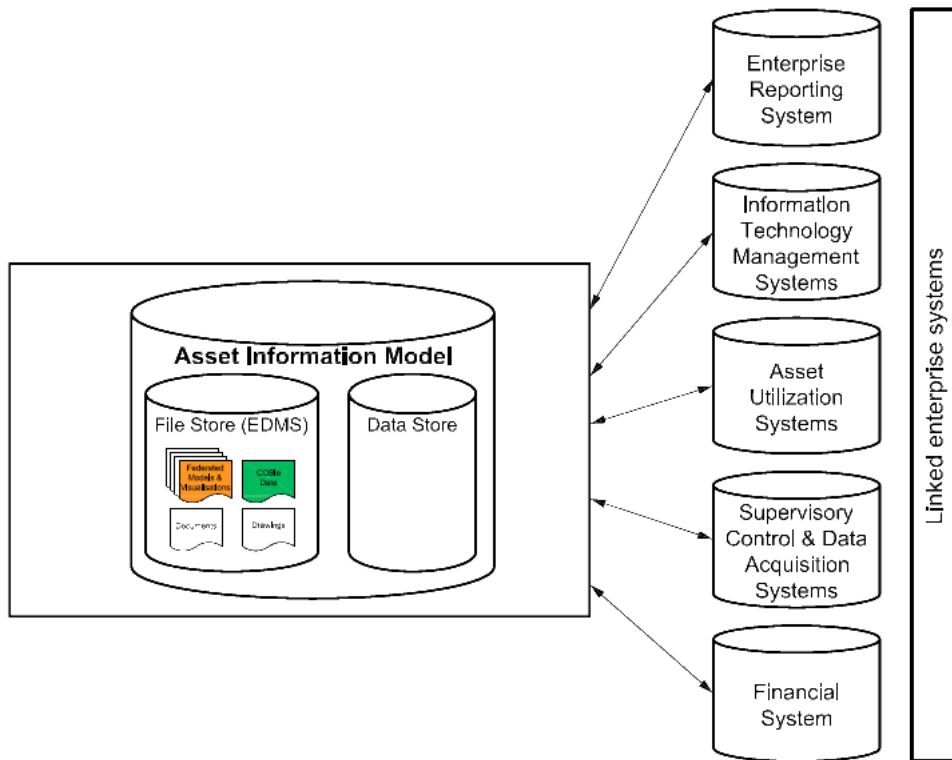 Enterprise
Reporting
System
Information
Technology
Management
Systems
Asset Information Model
File Store (EDMS)
Data Store
Federated
Models &
Visualisations
COBie
Data
Documents
Drawings
Asset
Utilization
Systems
Supervisory
Control & Data
Acquisition
Systems
Financial
System
Linked enterprise systems